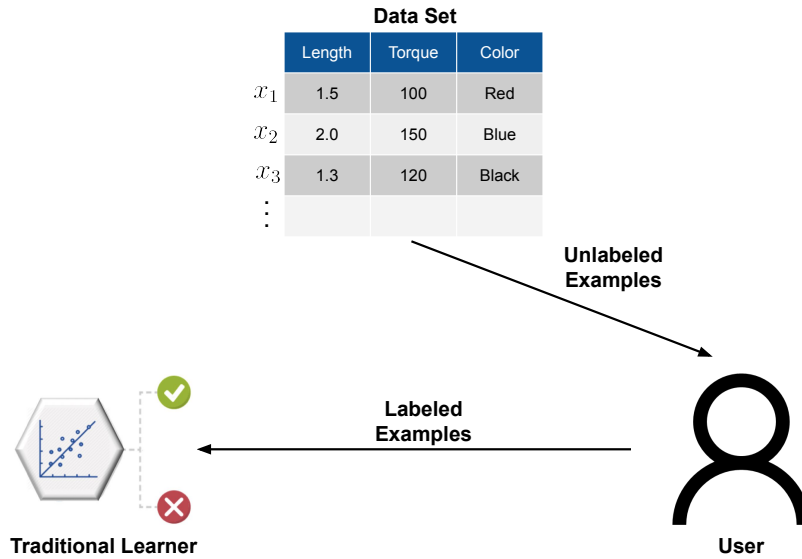 Data Set
Length Torque Color
x₁ 1.5 100 Red
x₂ 2.0 150 Blue
x₃ 1.3 120 Black
⋮
Unlabeled
Examples
Labeled
Examples
Traditional Learner
User